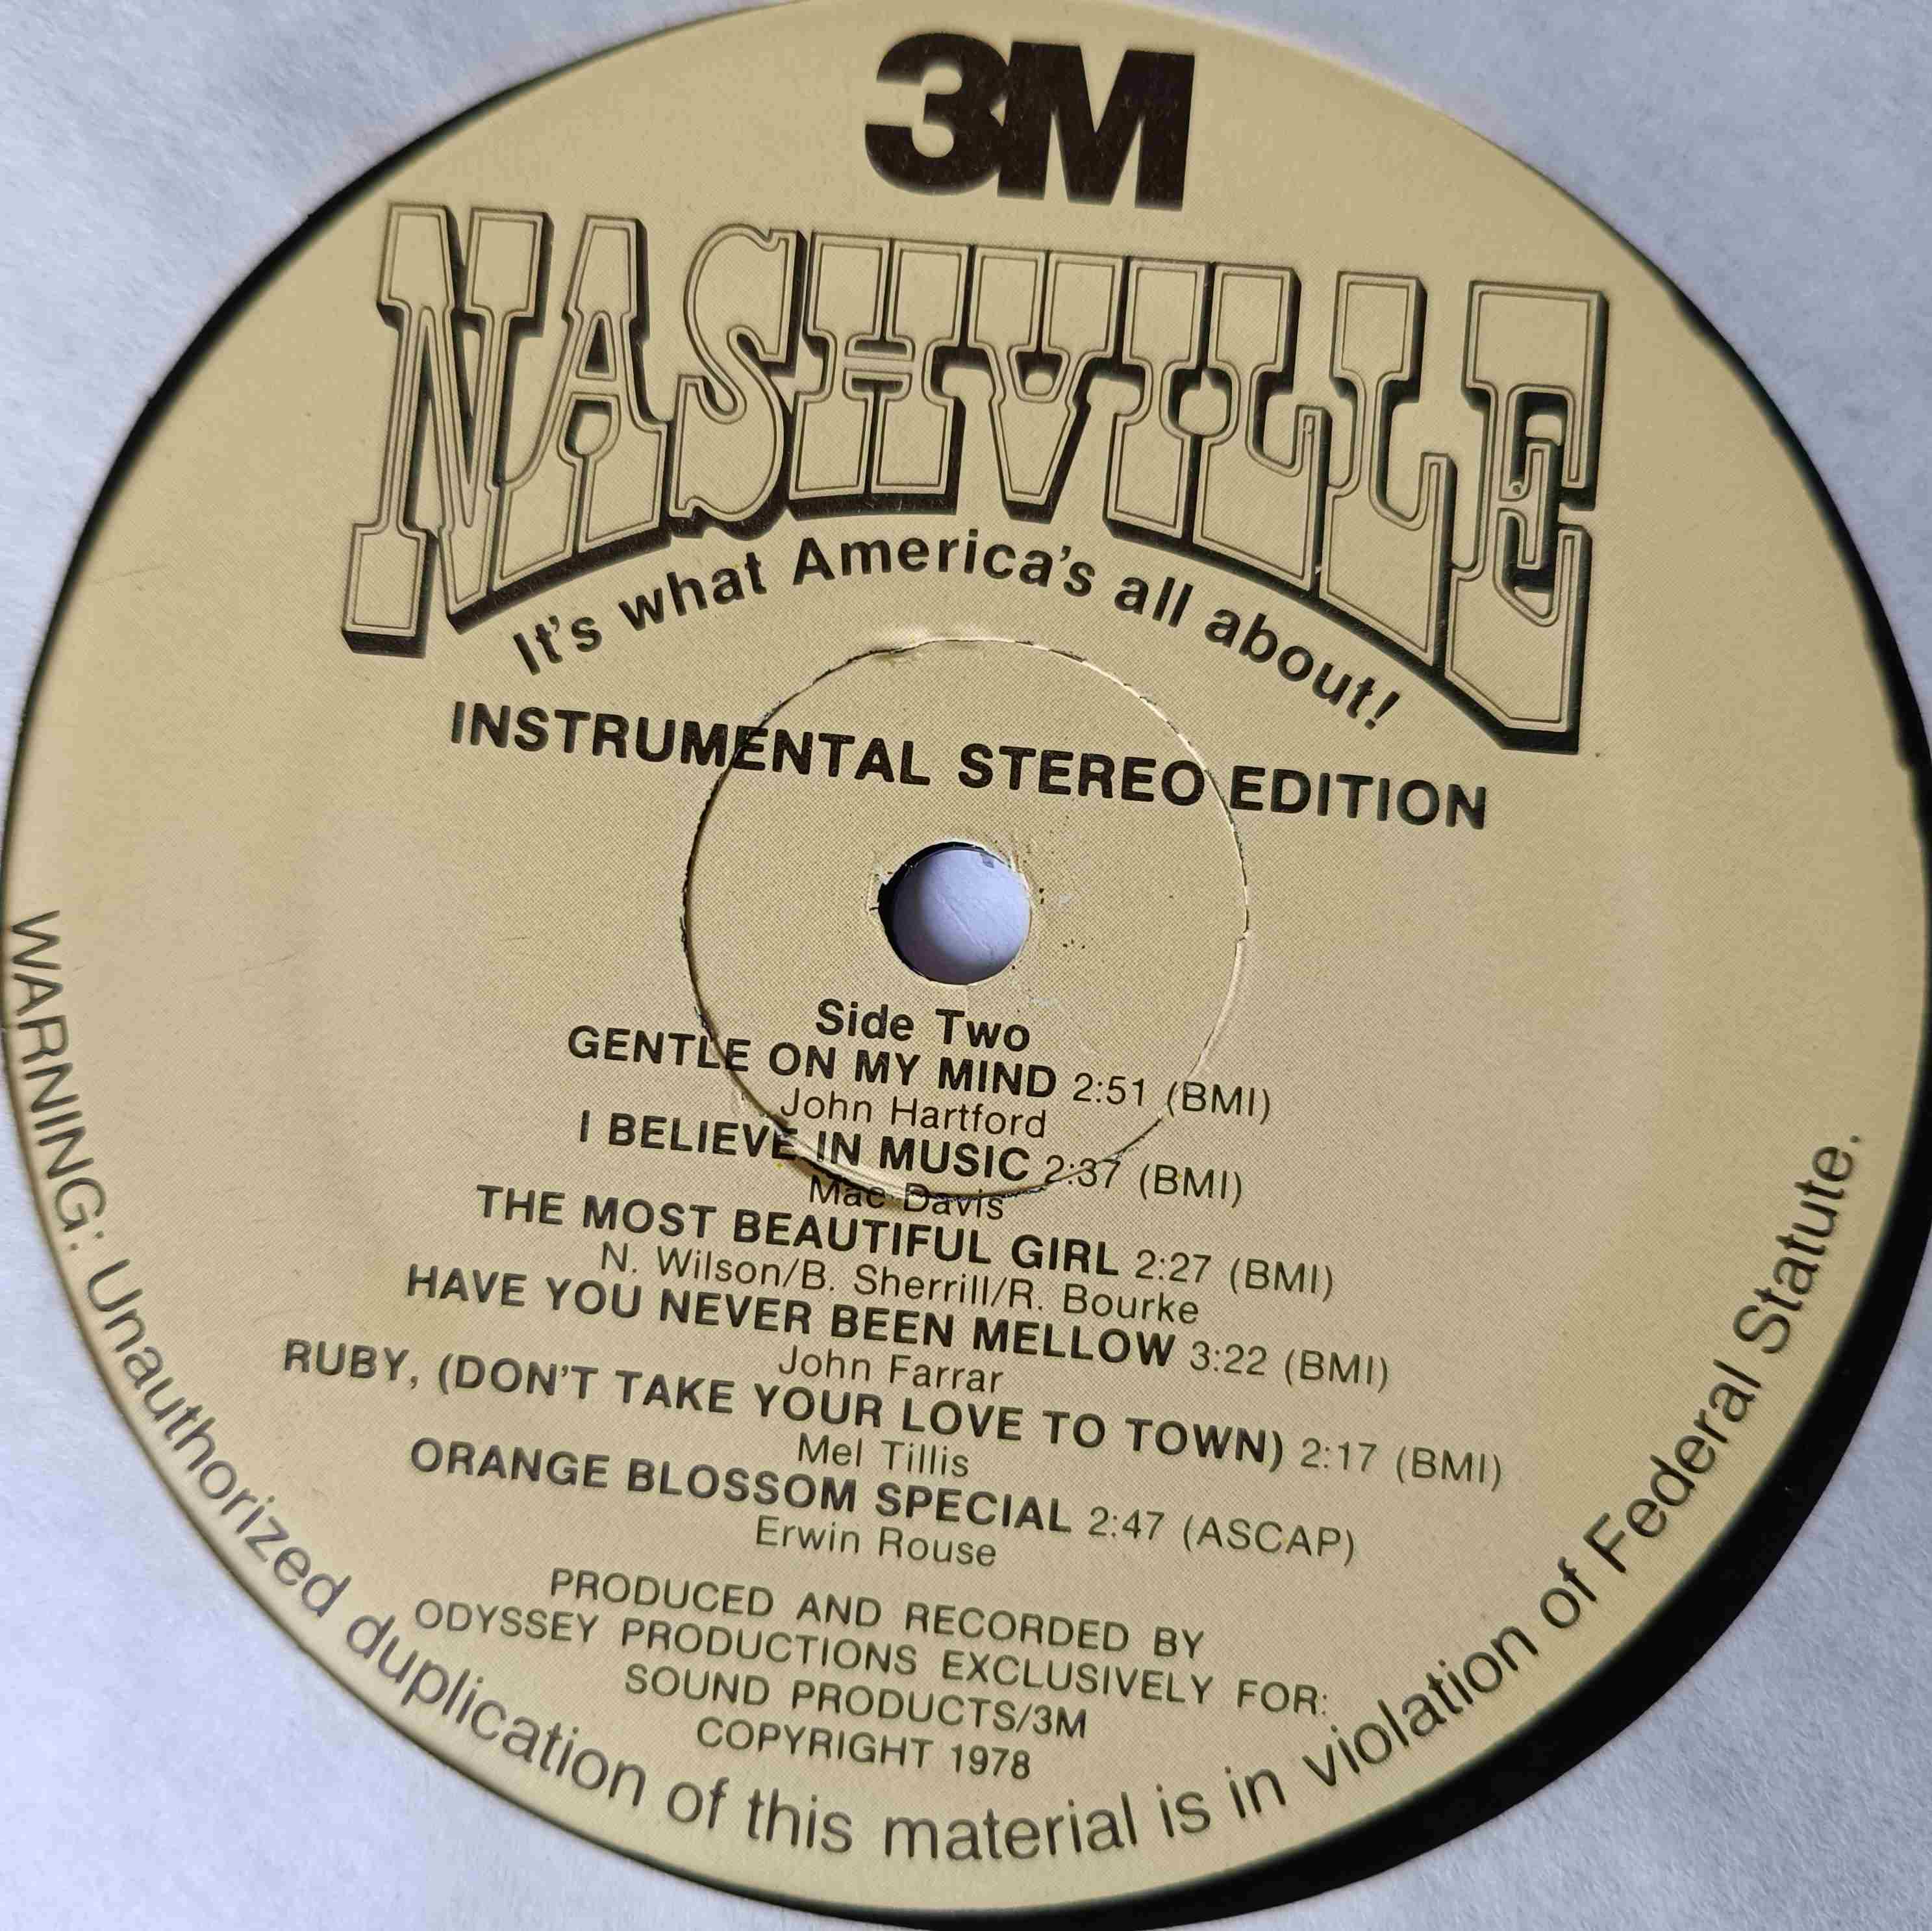 3M
NASHVILLE
It's what America's all about!
INSTRUMENTAL STEREO EDITION
Side Two
GENTLE ON MY MIND 2:51 (BMI)
John Hartford
I BELIEVE IN MUSIC 2:37 (BMI)
Mac Davis
THE MOST BEAUTIFUL GIRL 2:27 (BMI)
N. Wilson/B. Sherrill/R. Bourke
HAVE YOU NEVER BEEN MELLOW 3:22 (BMI)
John Farrar
RUBY, (DON'T TAKE YOUR LOVE TO TOWN) 2:17 (BMI)
Mel Tillis
ORANGE BLOSSOM SPECIAL 2:47 (ASCAP)
Erwin Rouse
PRODUCED AND RECORDED BY
ODYSSEY PRODUCTIONS EXCLUSIVELY FOR:
SOUND PRODUCTS/3M
COPYRIGHT 1978
WARNING: Unauthorized duplication of this material is in violation of Federal Statute.